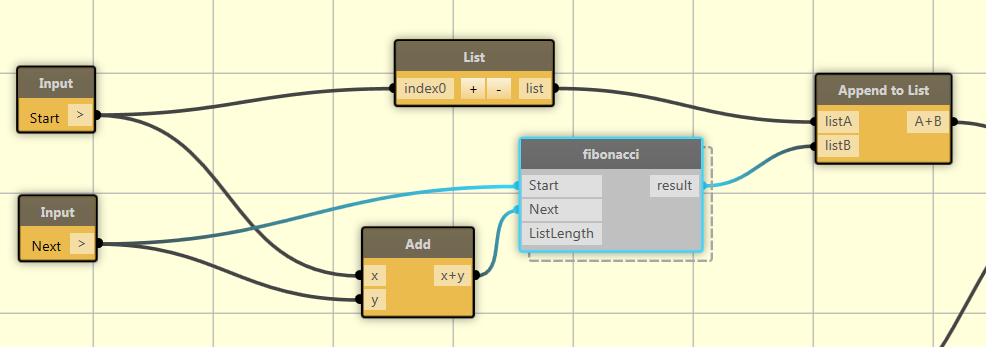 Input
Start >
Input
Next >
List
index0 + - list
Add
x x+y
y
fibonacci
Start result
Next
ListLength
Append to List
listA A+B
listB